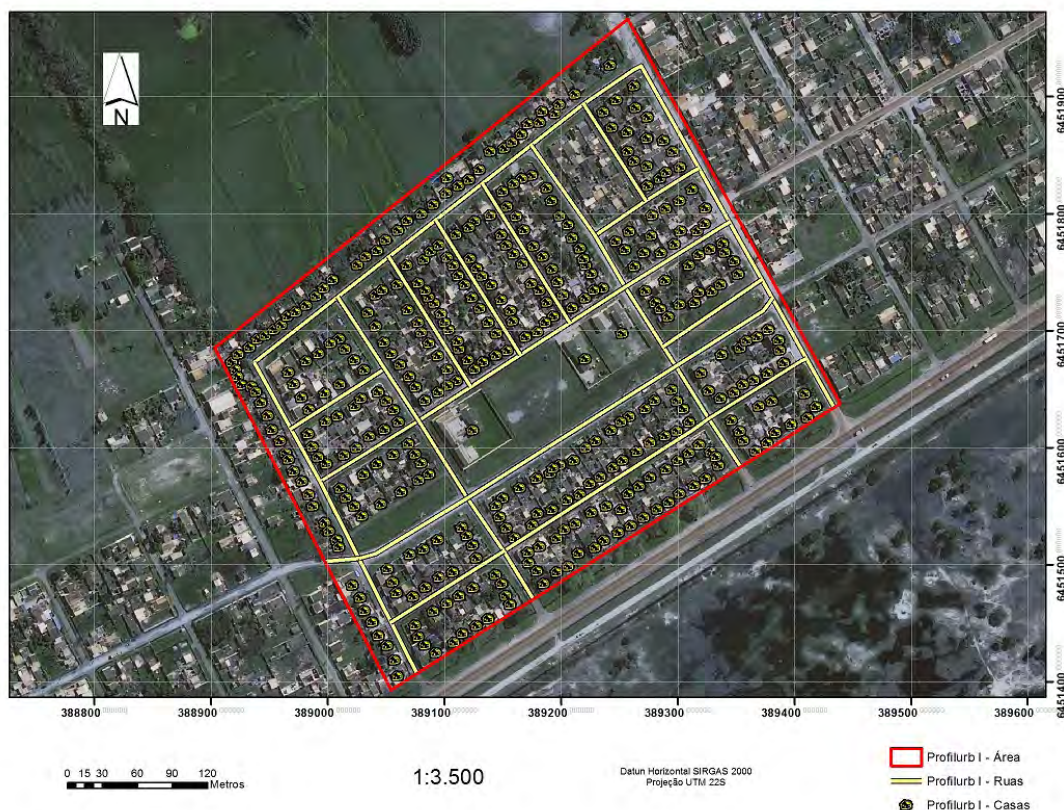 N
6451900
6451800
6451700
6451600
6451500
6451400
388800 388900 389000 389100 389200 389300 389400 389500 389600
0 15 30 60 90 120
Metros
1:3.500
Datun Horizontal SIRGAS 2000
Projeção UTM 22S
Profilurb I - Área
Profilurb I - Ruas
Profilurb I - Casas